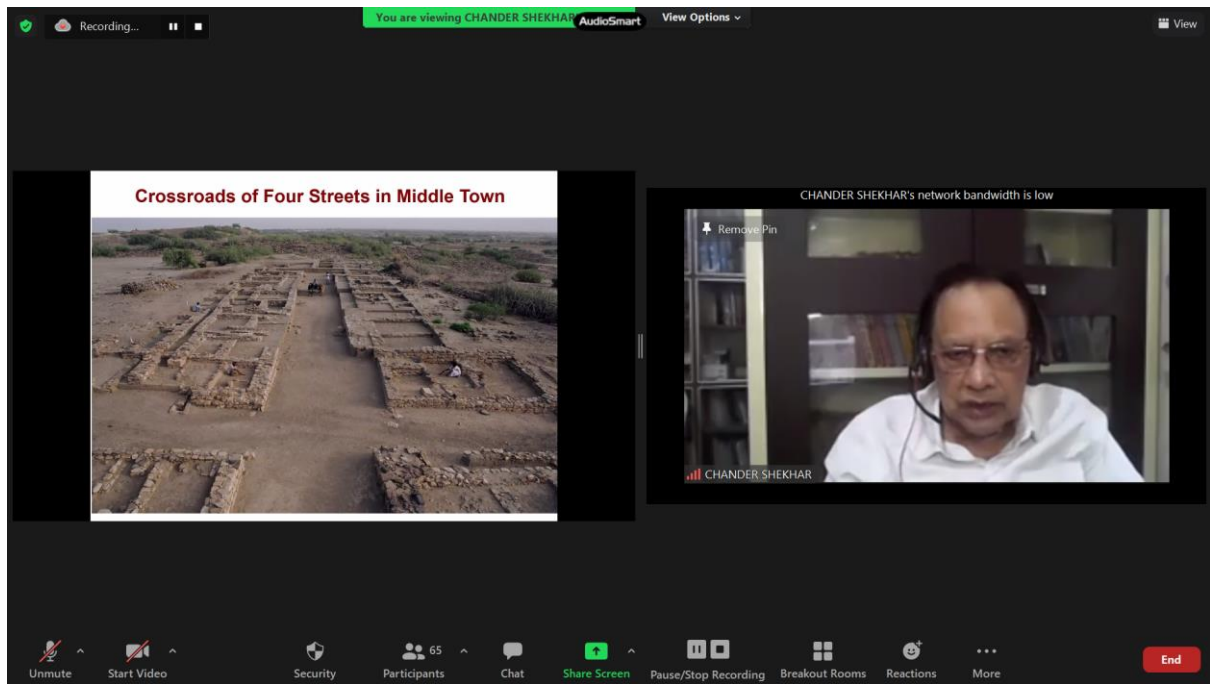 Recording...
You are viewing CHANDER SHEKHAR
AudioSmart
View Options
View
Crossroads of Four Streets in Middle Town
CHANDER SHEKHAR's network bandwidth is low
Remove Pin
CHANDER SHEKHAR
65
Unmute
Start Video
Security
Participants
Chat
Share Screen
Pause/Stop Recording
Breakout Rooms
Reactions
More
End